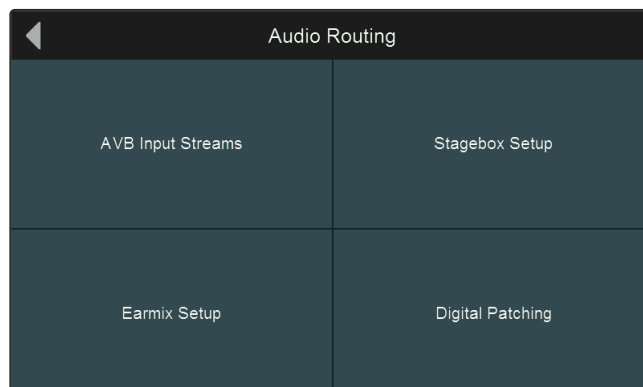 Audio Routing
AVB Input Streams
Stagebox Setup
Earmix Setup
Digital Patching